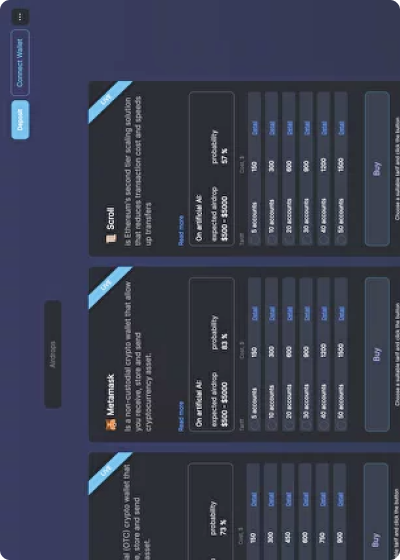 Connect Wallet
Deposit
Airdrops
Live
Scroll
is Ethereum's second tier scaling solution
that reduces transaction cost and speeds
up transfers
Read more
On artificial AI:
expected airdrop
$500 - $15000
probability
57 %
Tariff
Cost, $
5 accounts 150 Detail
10 accounts 300 Detail
20 accounts 600 Detail
30 accounts 900 Detail
40 accounts 1200 Detail
50 accounts 1500 Detail
Buy
Choose a suitable tariff and click the button
Live
Metamask
is a non-custodial crypto wallet that allow
you receive, store and send
cryptocurrency asset.
Read more
On artificial AI:
expected airdrop
$500 - $5000
probability
83 %
Tariff
Cost, $
5 accounts 150 Detail
10 accounts 300 Detail
20 accounts 600 Detail
30 accounts 900 Detail
40 accounts 1200 Detail
50 accounts 1500 Detail
Buy
Choose a suitable tariff and click the button
Live
(OTC) crypto wallet that
store and send
asset.
probability
73 %
Cost, $
150 Detail
300 Detail
450 Detail
600 Detail
750 Detail
900 Detail
Buy
tariff and click the button